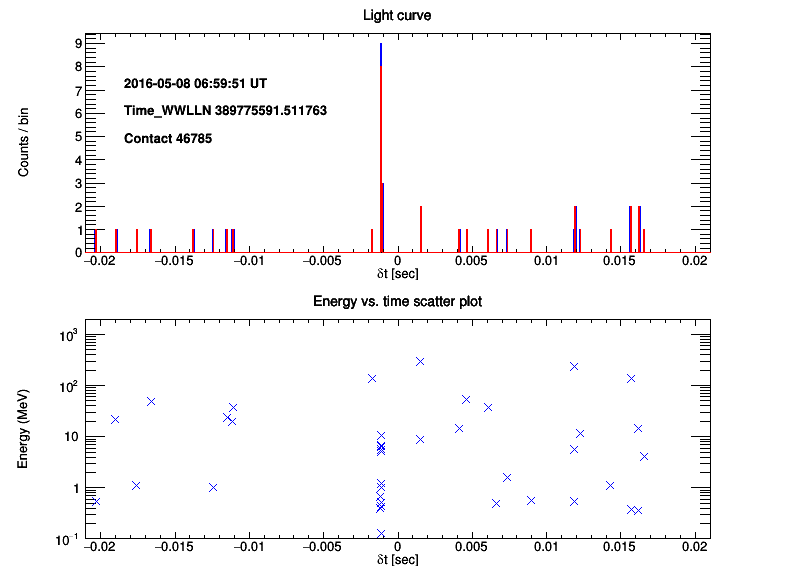 Light curve
Counts / bin
9
8
7
6
5
4
3
2
1
0
2016-05-08 06:59:51 UT
Time_WWLLN 389775591.511763
Contact 46785
−0.02 −0.015 −0.01 −0.005 0 0.005 0.01 0.015 0.02
δt [sec]
Energy vs. time scatter plot
Energy (MeV)
10³
10²
10
1
10⁻¹
−0.02 −0.015 −0.01 −0.005 0 0.005 0.01 0.015 0.02
δt [sec]